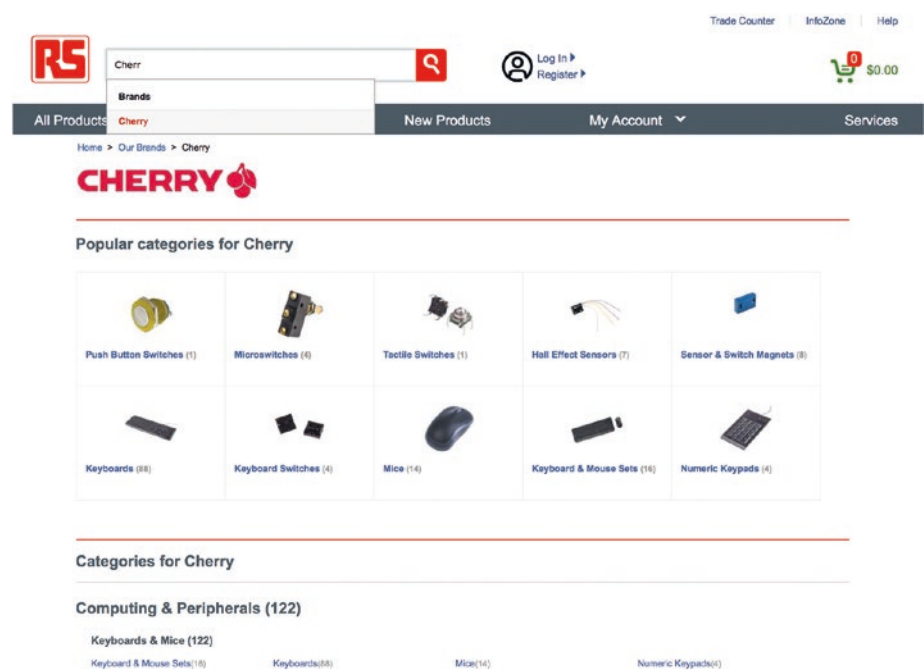 Trade Counter InfoZone Help
RS
Cherr
Log In
Register
0
$0.00
Brands
Cherry
All Products New Products My Account Services
Home > Our Brands > Cherry
CHERRY
Popular categories for Cherry
Push Button Switches (1) Microswitches (4) Tactile Switches (1) Hall Effect Sensors (7) Sensor & Switch Magnets (8)
Keyboards (88) Keyboard Switches (4) Mice (14) Keyboard & Mouse Sets (16) Numeric Keypads (4)
Categories for Cherry
Computing & Peripherals (122)
Keyboards & Mice (122)
Keyboard & Mouse Sets(16) Keyboards(88) Mice(14) Numeric Keypads(4)